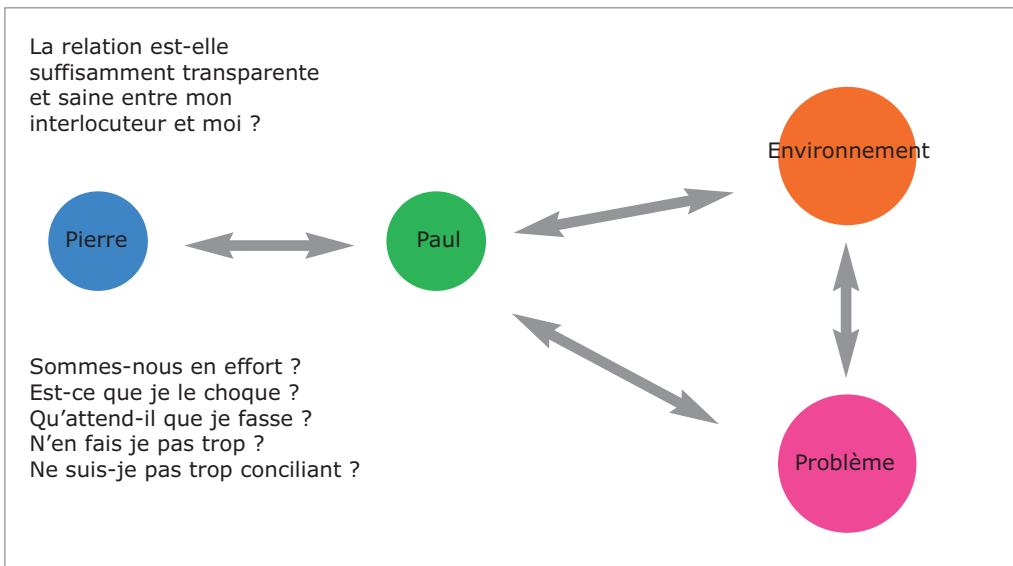 La relation est-elle
suffisamment transparente
et saine entre mon
interlocuteur et moi ?
Environnement
Pierre
Paul
Sommes-nous en effort ?
Est-ce que je le choque ?
Qu'attend-il que je fasse ?
N'en fais je pas trop ?
Ne suis-je pas trop conciliant ?
Problème